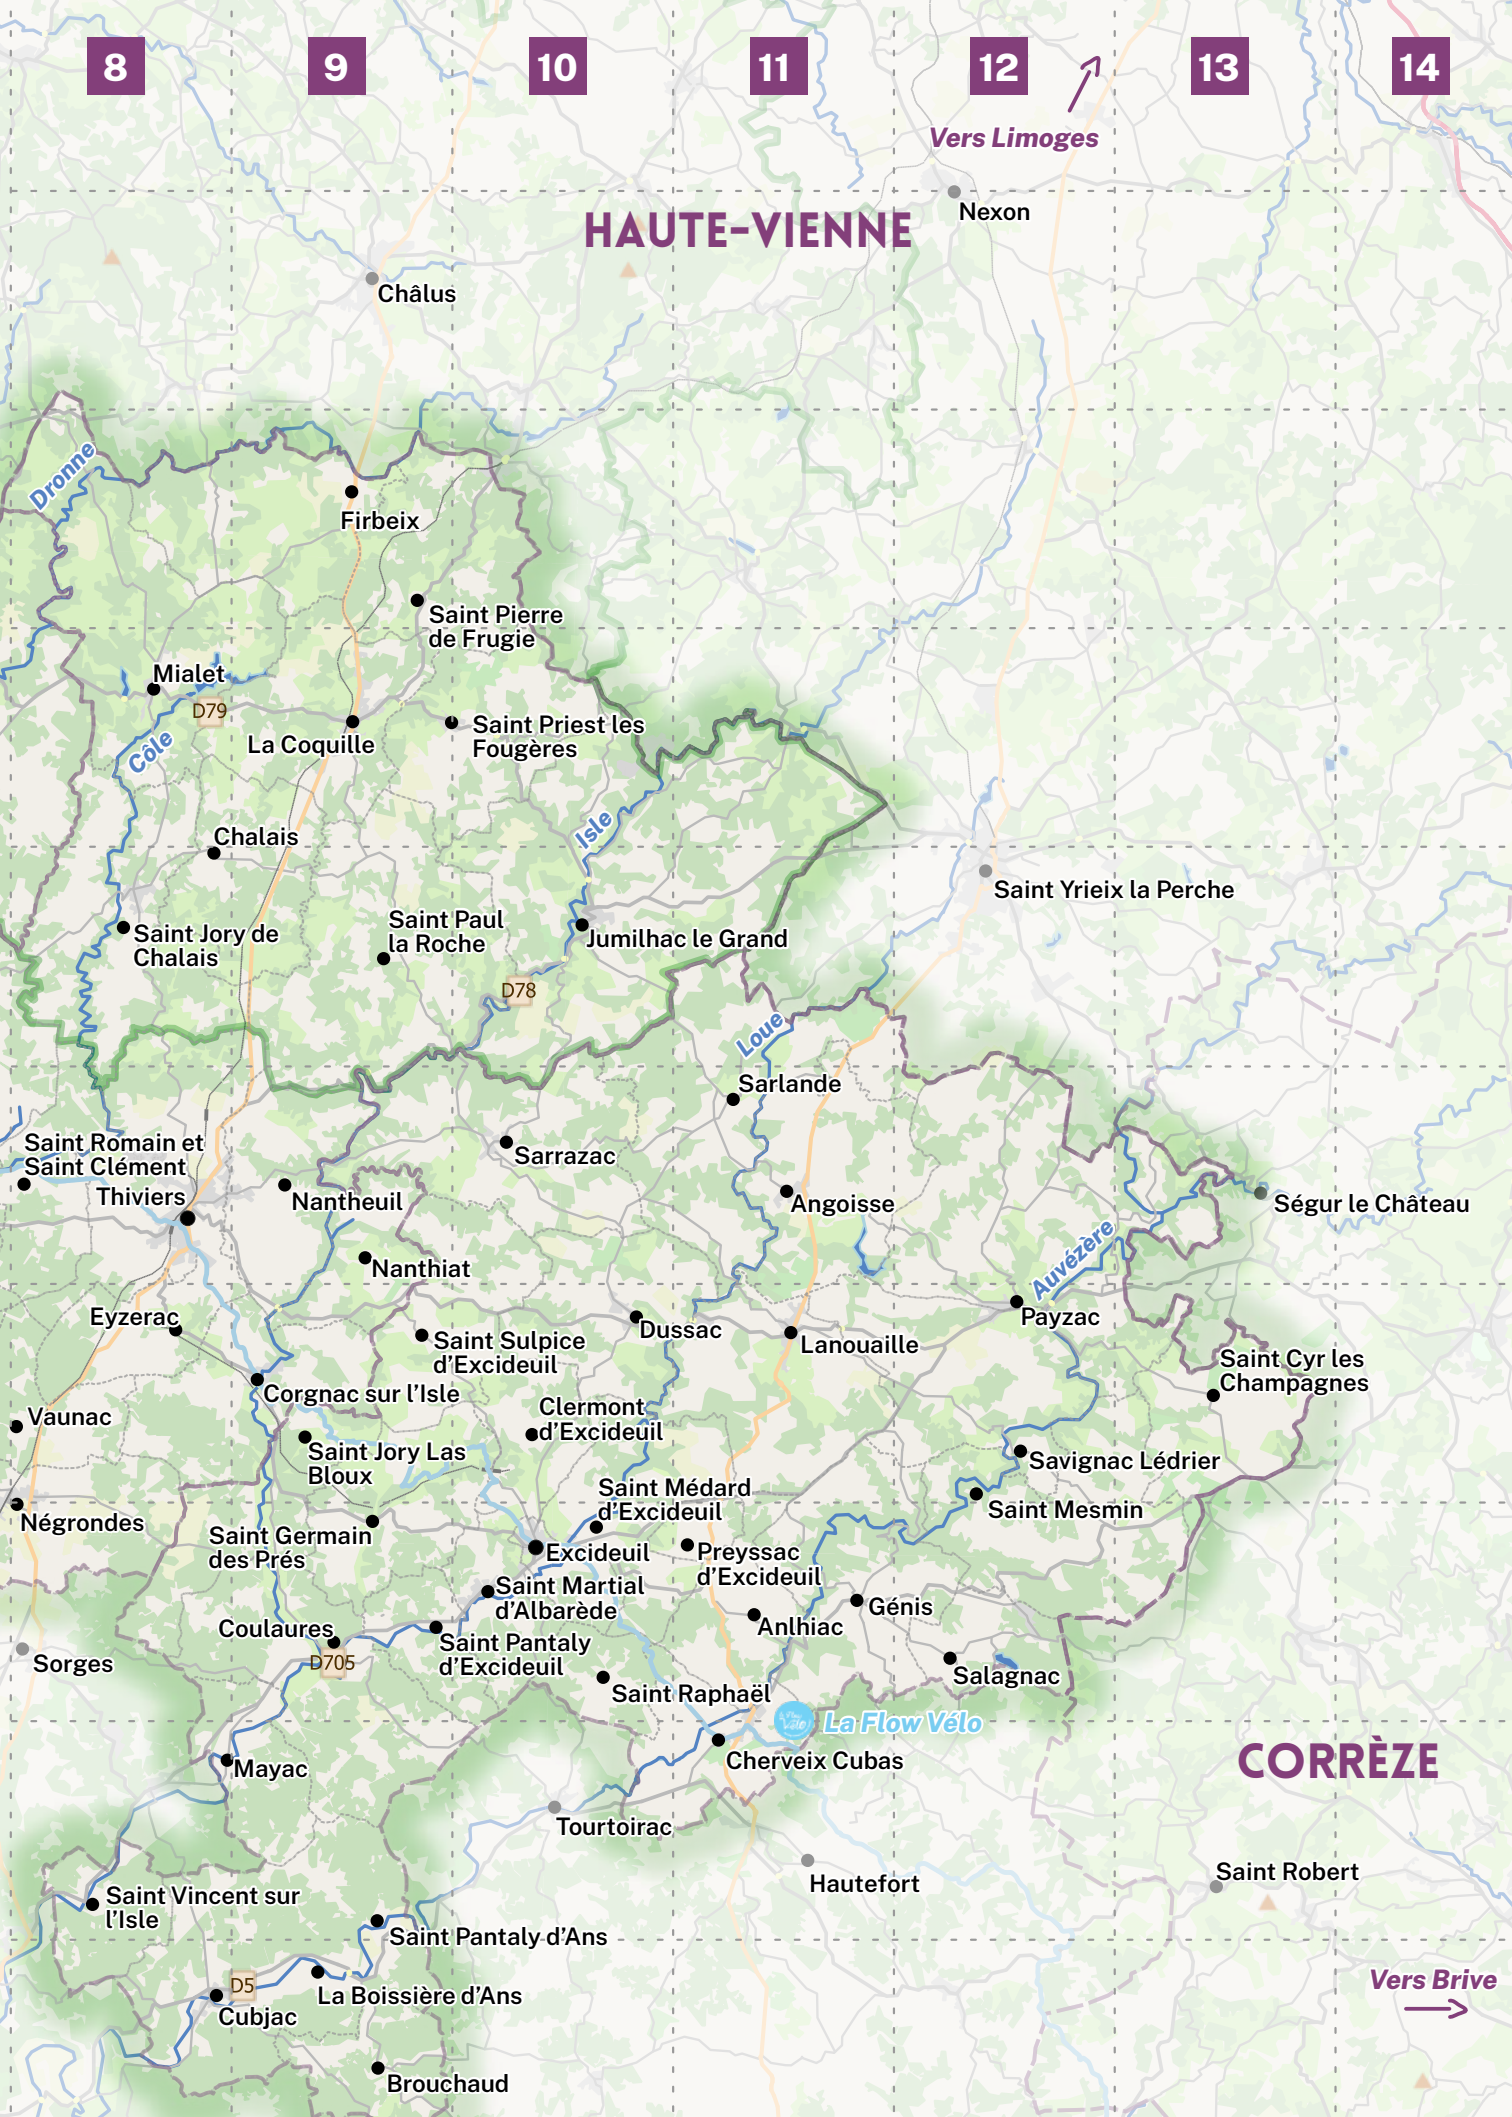 8
9
10
11
12
13
14
Vers Limoges
Nexon
HAUTE-VIENNE
Châlus
Dronne
Firbeix
Saint Pierre
de Frugie
Mialet
D79
Côle
La Coquille
Saint Priest les
Fougères
Isle
Chalais
Saint Yrieix la Perche
Saint Jory de
Chalais
Saint Paul
la Roche
Jumilhac le Grand
D78
Loue
Sarlande
Saint Romain et
Saint Clément
Sarrazac
Thiviers
Nantheuil
Angoisse
Ségur le Château
Auvézère
Nanthiat
Eyzerac
Saint Sulpice
d'Excideuil
Dussac
Lanouaille
Payzac
Saint Cyr les
Champagnes
Corgnac sur l'Isle
Vaunac
Clermont
d'Excideuil
Saint Jory Las
Bloux
Savignac Lédrier
Saint Médard
d'Excideuil
Saint Mesmin
Négrondes
Saint Germain
des Prés
Excideuil
Preyssac
d'Excideuil
Saint Martial
d'Albarède
Génis
Anlhiac
Coulaures
D705
Saint Pantaly
d'Excideuil
Sorges
Salagnac
Saint Raphaël
La Flow Vélo
Cherveix Cubas
CORRÈZE
Mayac
Tourtoirac
Hautefort
Saint Robert
Saint Vincent sur
l'Isle
Saint Pantaly d'Ans
Vers Brive
D5
La Boissière d'Ans
Cubjac
Brouchaud